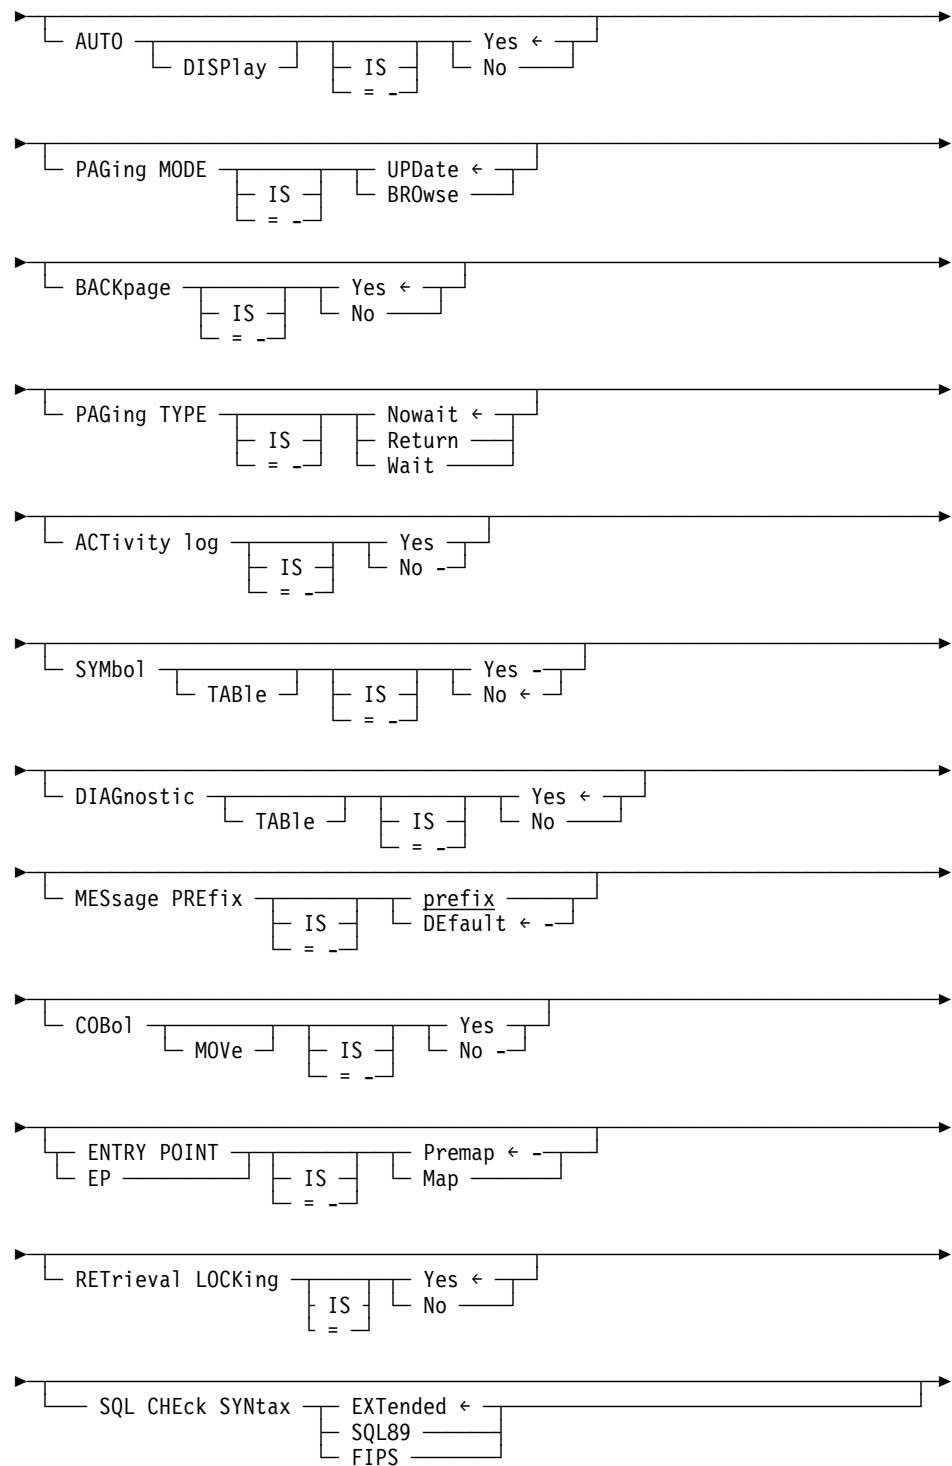 AUTO Yes ←
DISPlay IS No
= -
PAGing MODE UPDate ←
IS BROwse
= -
BACKpage Yes ←
IS No
= -
PAGing TYPE Nowait ←
IS Return
= - Wait
ACTivity log Yes
IS No -
= -
SYMbol Yes -
TABle IS No ←
= -
DIAGnostic Yes ←
TABle IS No
= -
MESsage PREfix prefix
IS DEfault ← -
= -
COBol Yes
MOVe IS No -
= -
ENTRY POINT Premap ← -
EP IS Map
= -
RETrieval LOCKing Yes ←
IS No
=
SQL CHEck SYNtax EXTended ←
SQL89
FIPS